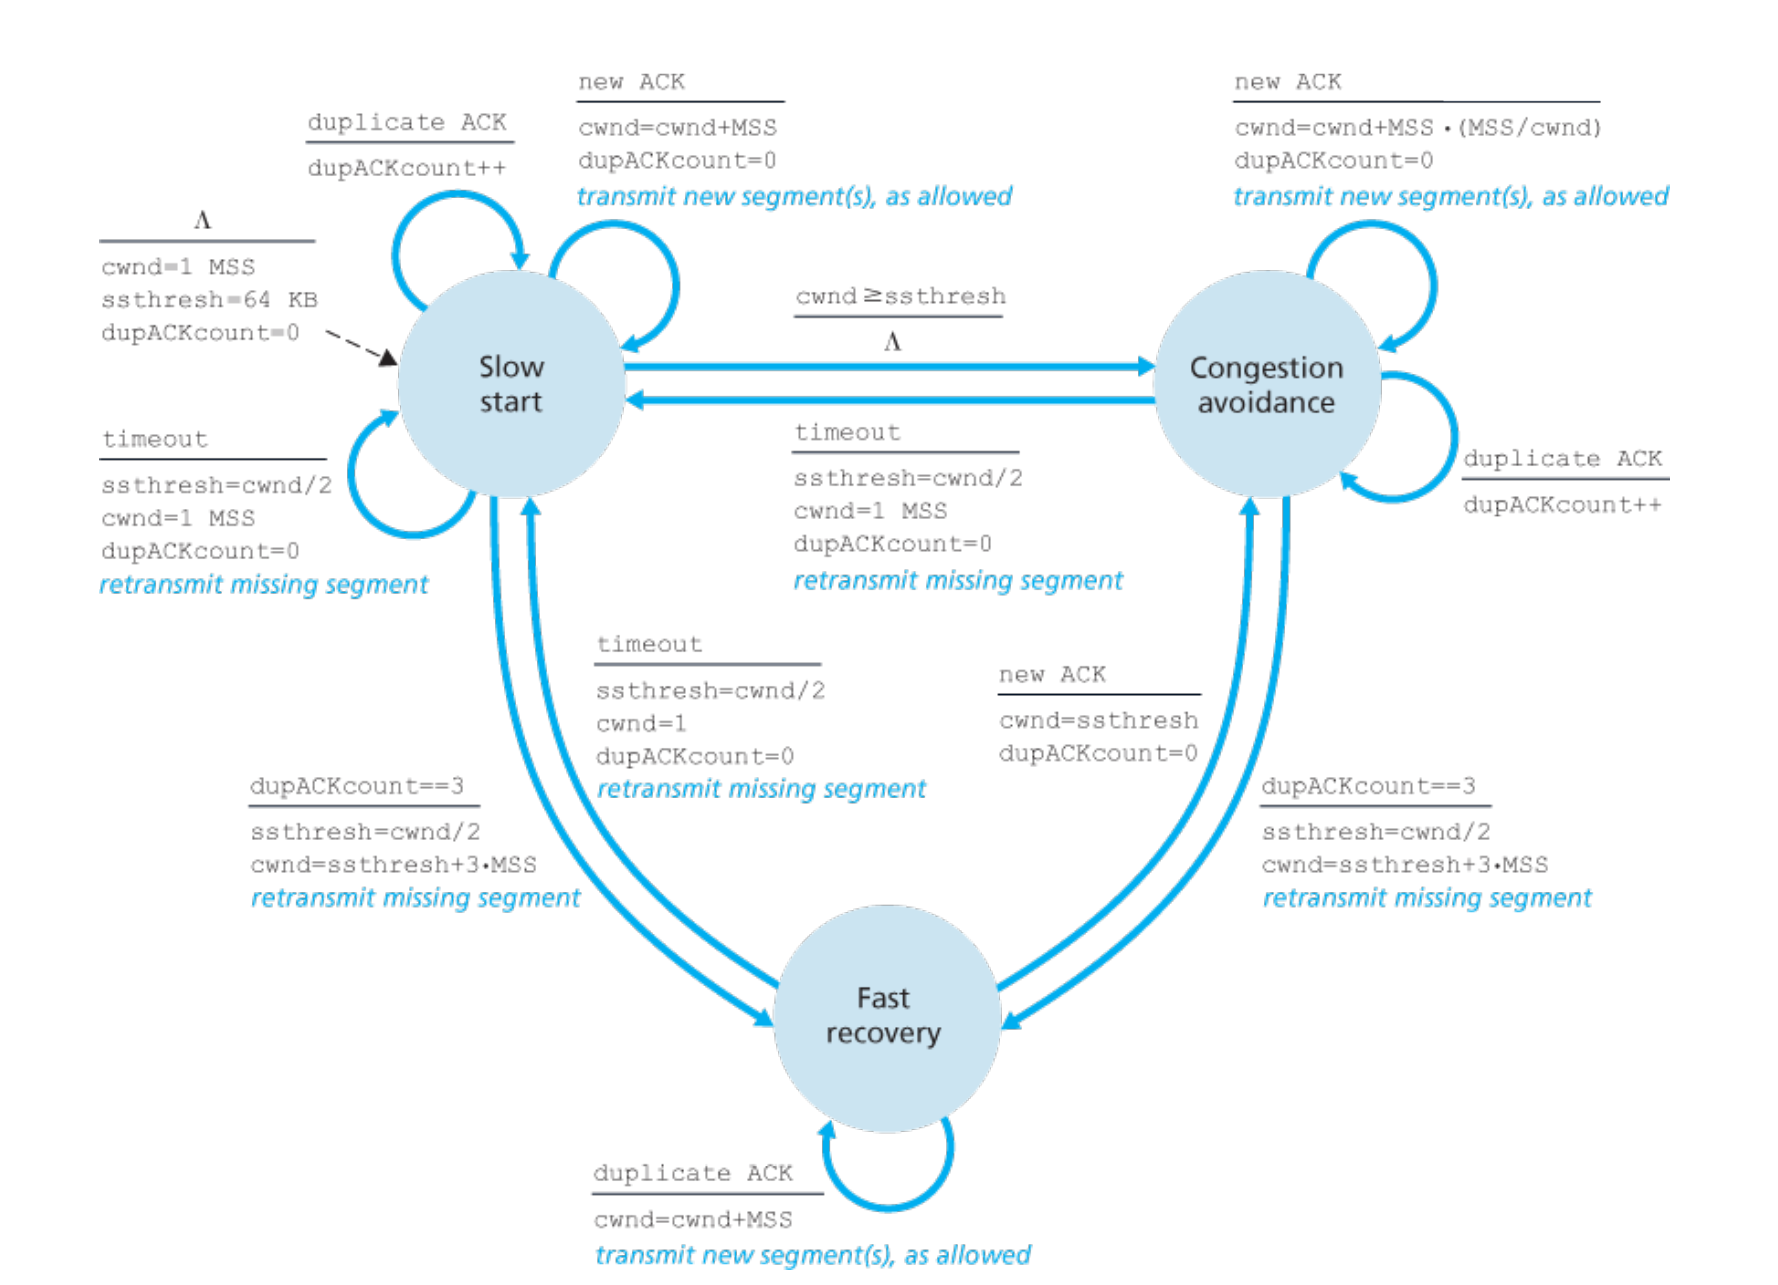 new ACK
cwnd=cwnd+MSS
dupACKcount=0
transmit new segment(s), as allowed
new ACK
cwnd=cwnd+MSS·(MSS/cwnd)
dupACKcount=0
transmit new segment(s), as allowed
duplicate ACK
dupACKcount++
Λ
cwnd=1 MSS
ssthresh=64 KB
dupACKcount=0
cwnd≥ssthresh
Λ
Slow
start
Congestion
avoidance
timeout
ssthresh=cwnd/2
cwnd=1 MSS
dupACKcount=0
retransmit missing segment
timeout
ssthresh=cwnd/2
cwnd=1 MSS
dupACKcount=0
retransmit missing segment
duplicate ACK
dupACKcount++
timeout
ssthresh=cwnd/2
cwnd=1
dupACKcount=0
retransmit missing segment
new ACK
cwnd=ssthresh
dupACKcount=0
dupACKcount==3
ssthresh=cwnd/2
cwnd=ssthresh+3·MSS
retransmit missing segment
dupACKcount==3
ssthresh=cwnd/2
cwnd=ssthresh+3·MSS
retransmit missing segment
Fast
recovery
duplicate ACK
cwnd=cwnd+MSS
transmit new segment(s), as allowed